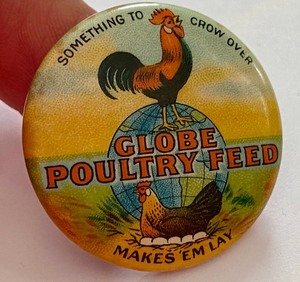 SOMETHING TO CROW OVER
GLOBE
POULTRY FEED
MAKES 'EM LAY